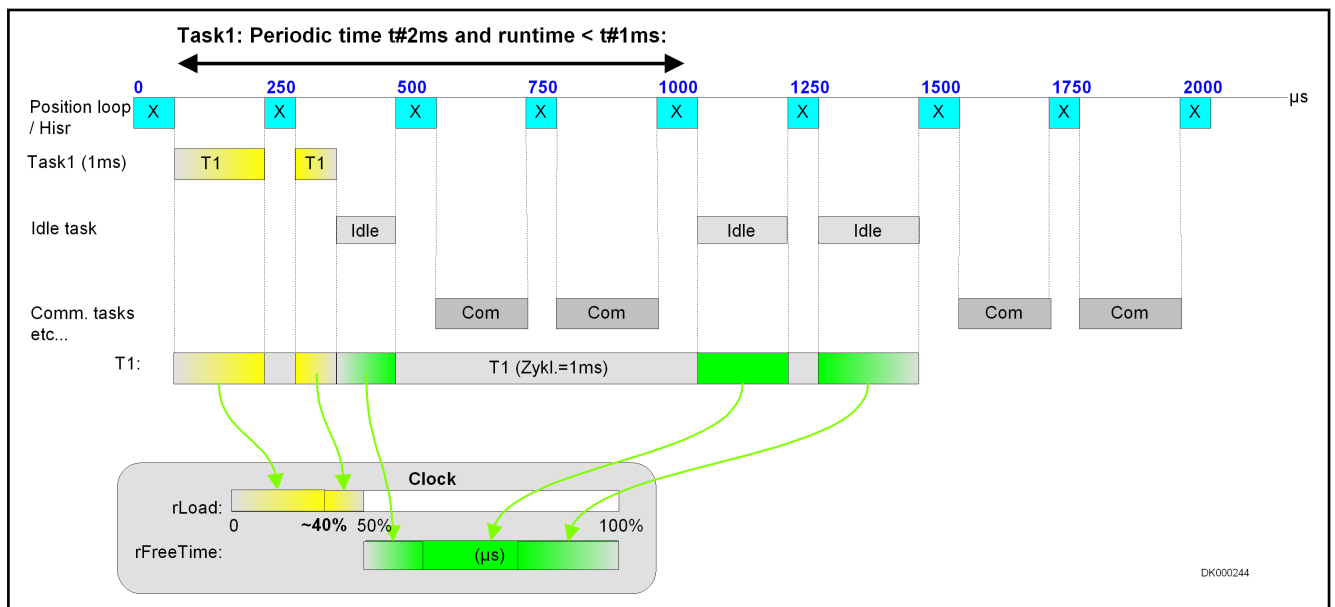 Task1: Periodic time t#2ms and runtime < t#1ms:
0 250 500 750 1000 1250 1500 1750 2000
µs
Position loop
/ Hisr
X X X X X X X X X
Task1 (1ms)
T1 T1
Idle task
Idle Idle Idle
Comm. tasks
etc...
Com Com Com Com
T1:
T1 (Zykl.=1ms)
Clock
rLoad:
0 ~40% 50% 100%
rFreeTime:
(µs)
DK000244